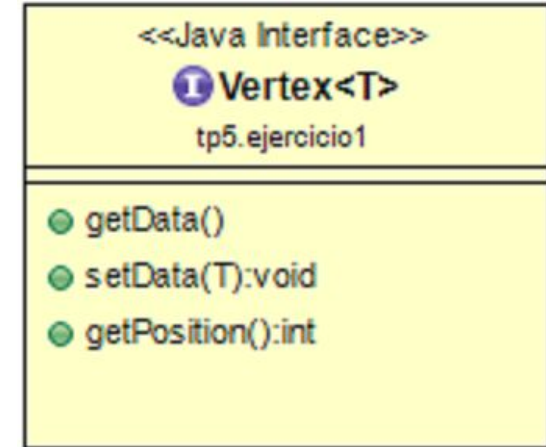 <<Java Interface>>
I Vertex<T>
tp5.ejercicio1
getData()
setData(T):void
getPosition():int